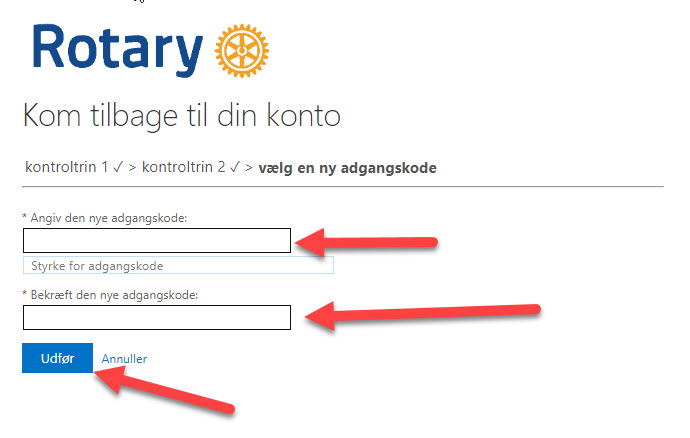 Rotary
Kom tilbage til din konto
kontroltrin 1 ✓ > kontroltrin 2 ✓ > vælg en ny adgangskode
* Angiv den nye adgangskode:
Styrke for adgangskode
* Bekræft den nye adgangskode:
Udfør Annuller